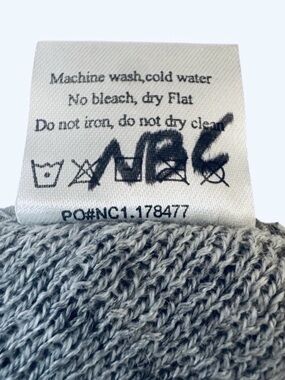 Machine wash,cold water
No bleach, dry Flat
Do not iron, do not dry clean
NBC
PO#NC1.178477